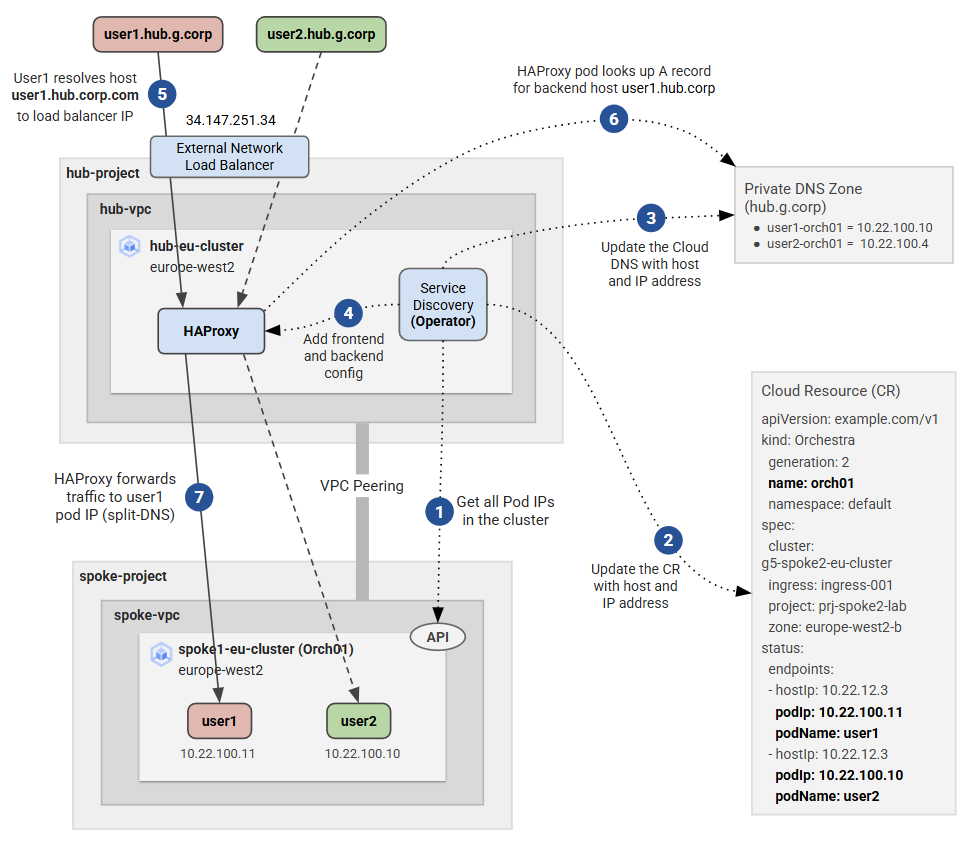 user1.hub.g.corp
user2.hub.g.corp
User1 resolves host
user1.hub.corp.com
to load balancer IP
5
34.147.251.34
External Network
Load Balancer
HAProxy pod looks up A record
for backend host user1.hub.corp
6
Private DNS Zone
(hub.g.corp)
● user1-orch01 = 10.22.100.10
● user2-orch01 = 10.22.100.4
hub-project
hub-vpc
hub-eu-cluster
europe-west2
3
Update the Cloud
DNS with host
and IP address
Service
Discovery
(Operator)
HAProxy
4
Add frontend
and backend
config
HAProxy forwards
traffic to user1
pod IP (split-DNS)
7
VPC Peering
1
Get all Pod IPs
in the cluster
2
Update the CR
with host and
IP address
Cloud Resource (CR)
apiVersion: example.com/v1
kind: Orchestra
generation: 2
name: orch01
namespace: default
spec:
cluster:
g5-spoke2-eu-cluster
ingress: ingress-001
project: prj-spoke2-lab
zone: europe-west2-b
status:
endpoints:
- hostIp: 10.22.12.3
podIp: 10.22.100.11
podName: user1
- hostIp: 10.22.12.3
podIp: 10.22.100.10
podName: user2
spoke-project
spoke-vpc
API
spoke1-eu-cluster (Orch01)
europe-west2
user1
user2
10.22.100.11
10.22.100.10